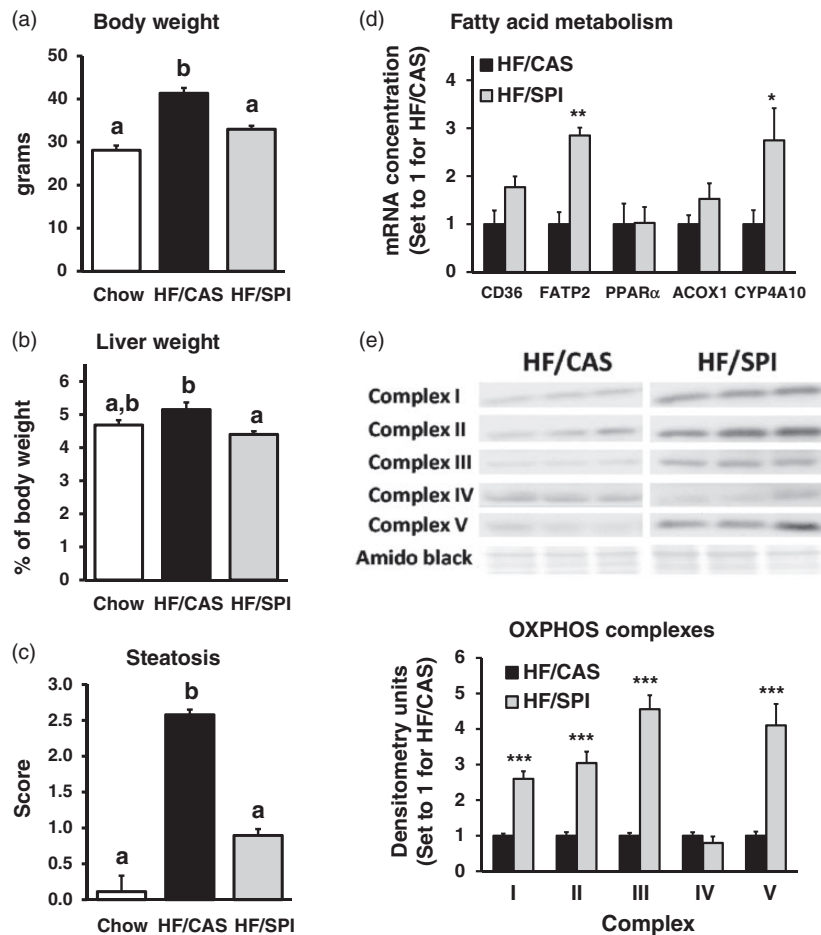 (a) Body weight
grams
50
40
30
20
10
0
a
b
a
Chow HF/CAS HF/SPI
(b) Liver weight
% of body weight
6
5
4
3
2
1
0
a,b
b
a
Chow HF/CAS HF/SPI
(c) Steatosis
Score
3.0
2.5
2.0
1.5
1.0
0.5
0.0
a
b
a
Chow HF/CAS HF/SPI
(d) Fatty acid metabolism
mRNA concentration
(Set to 1 for HF/CAS)
4
3
2
1
0
HF/CAS
HF/SPI
**
*
CD36 FATP2 PPARα ACOX1 CYP4A10
(e)
HF/CAS HF/SPI
Complex I
Complex II
Complex III
Complex IV
Complex V
Amido black
OXPHOS complexes
Densitometry units
(Set to 1 for HF/CAS)
6
5
4
3
2
1
0
HF/CAS
HF/SPI
***
***
***
***
I II III IV V
Complex